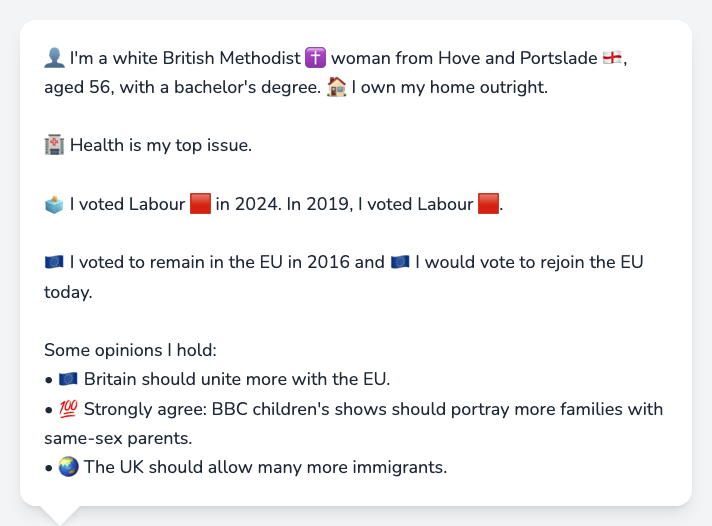 👤 I'm a white British Methodist ✝️ woman from Hove and Portslade 🏴󠁧󠁢󠁥󠁮󠁧󠁿,
aged 56, with a bachelor's degree. 🏠 I own my home outright.
🏥 Health is my top issue.
🗳️ I voted Labour 🟥 in 2024. In 2019, I voted Labour 🟥.
🇪🇺 I voted to remain in the EU in 2016 and 🇪🇺 I would vote to rejoin the EU
today.
Some opinions I hold:
• 🇪🇺 Britain should unite more with the EU.
• 💯 Strongly agree: BBC children's shows should portray more families with
same-sex parents.
• 🌏 The UK should allow many more immigrants.